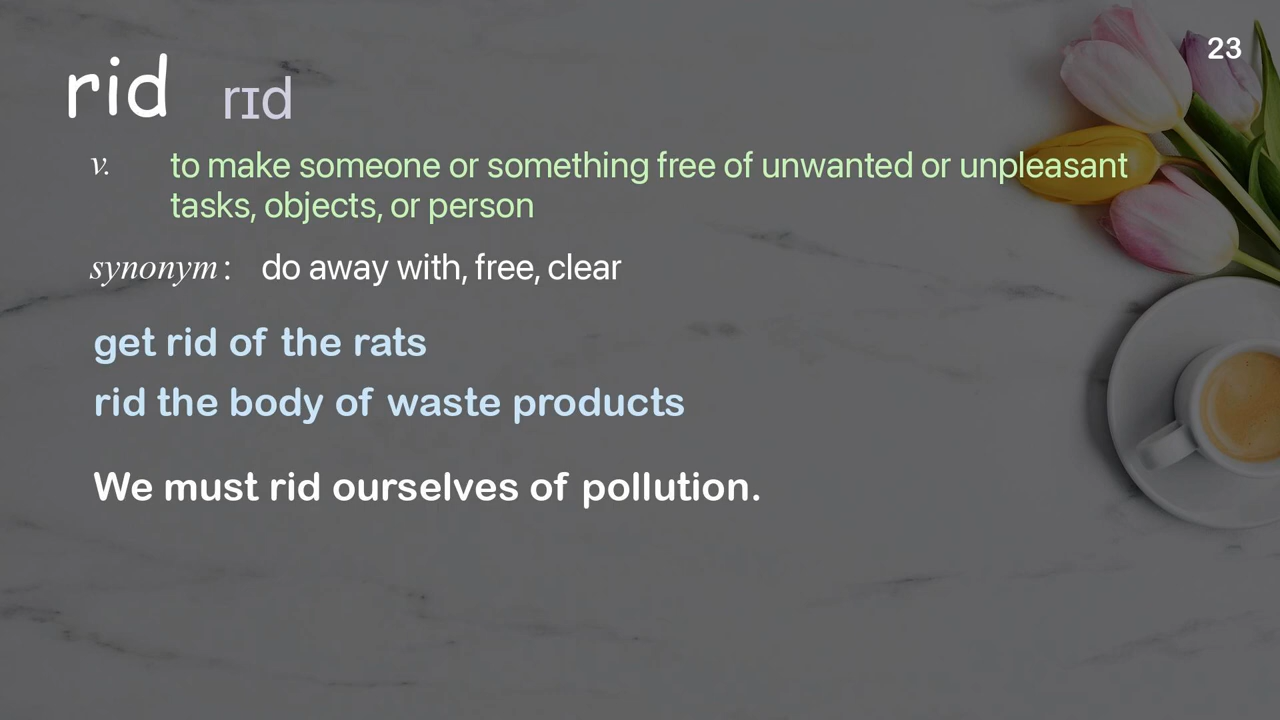 23
rid rɪd
v. to make someone or something free of unwanted or unpleasant
tasks, objects, or person
synonym : do away with, free, clear
get rid of the rats
rid the body of waste products
We must rid ourselves of pollution.